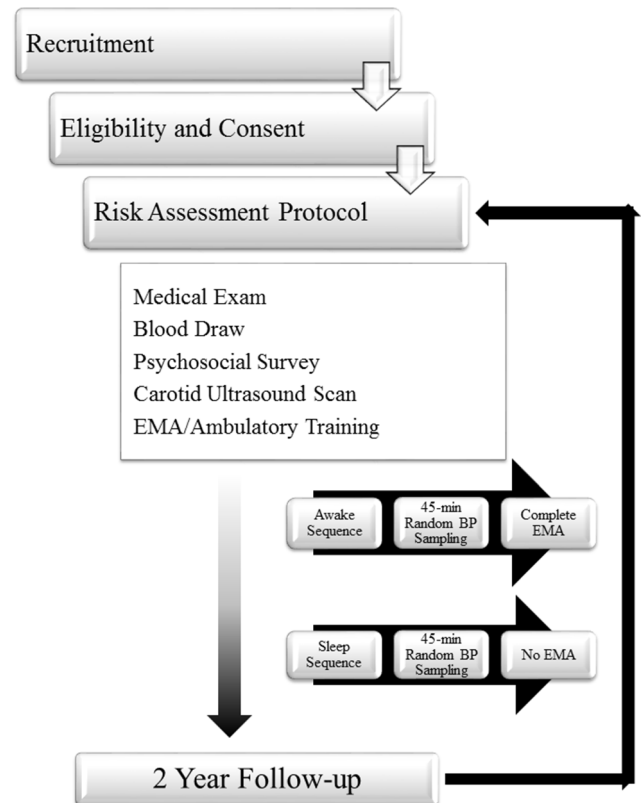 Recruitment
Eligibility and Consent
Risk Assessment Protocol
Medical Exam
Blood Draw
Psychosocial Survey
Carotid Ultrasound Scan
EMA/Ambulatory Training
Awake
Sequence
45-min
Random BP
Sampling
Complete
EMA
Sleep
Sequence
45-min
Random BP
Sampling
No EMA
2 Year Follow-up